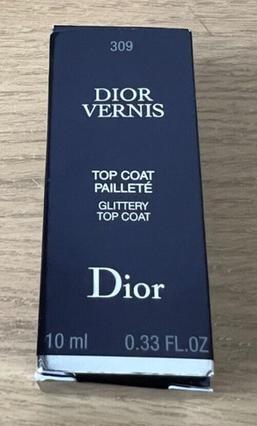 309
DIOR
VERNIS
TOP COAT
PAILLETÉ
GLITTERY
TOP COAT
Dior
10 ml 0.33 FL.OZ